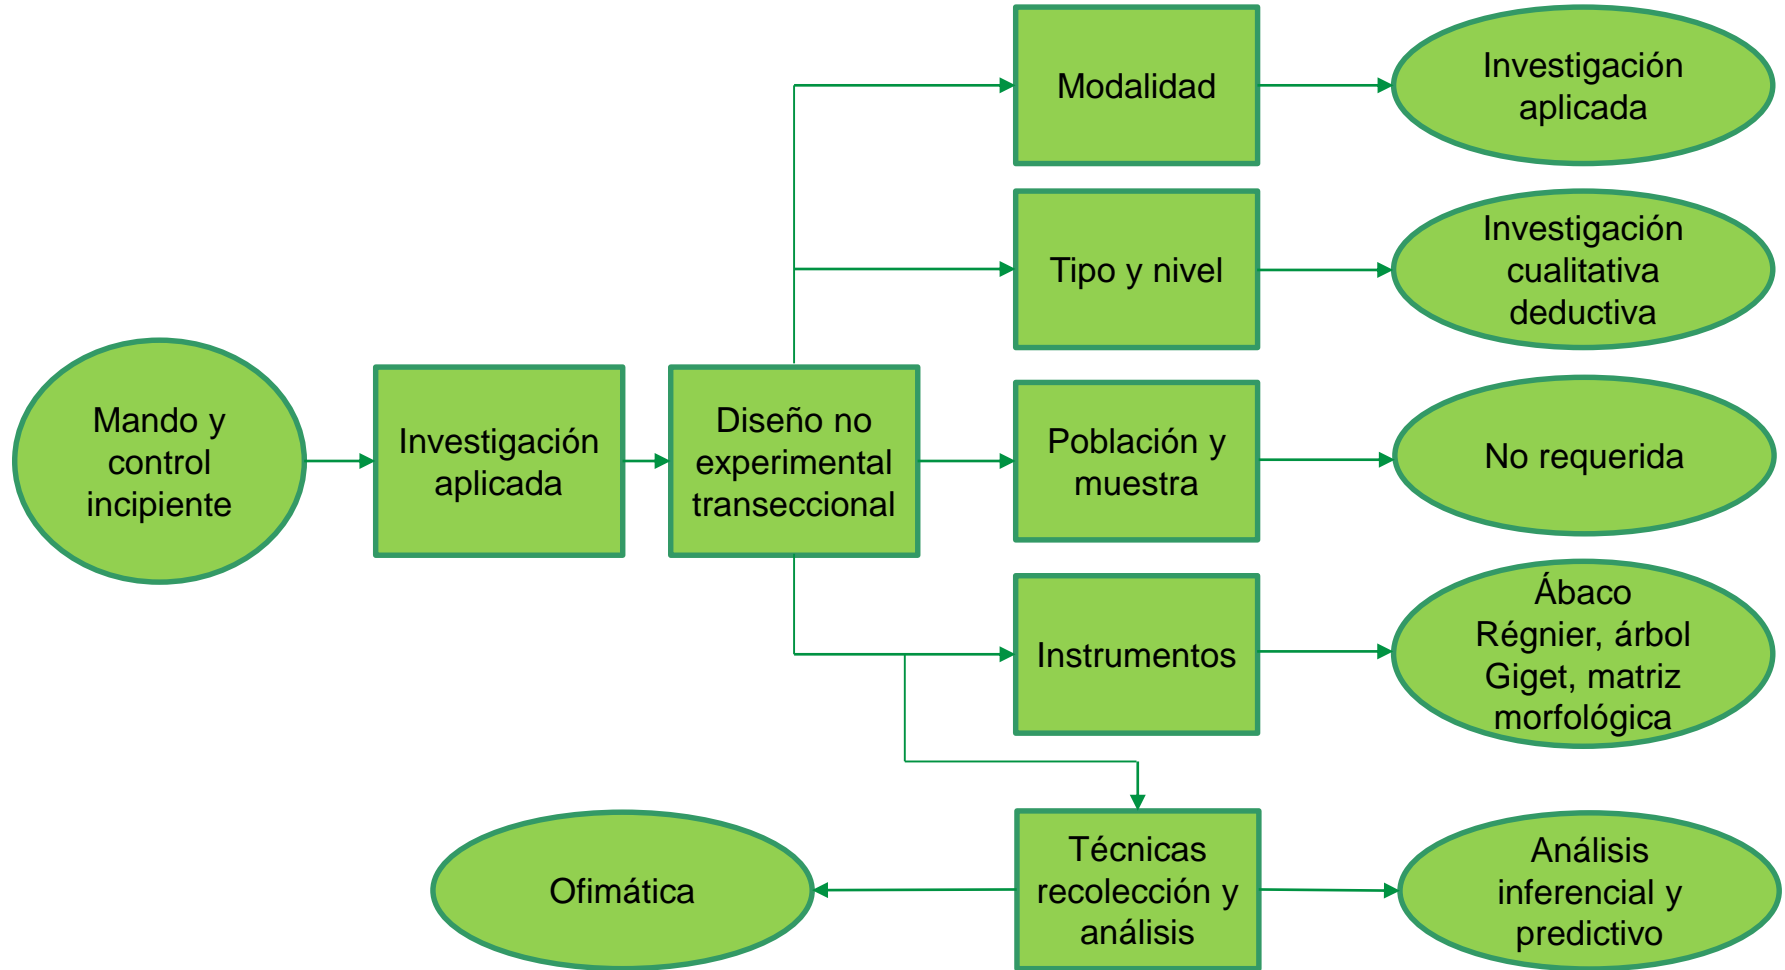 Mando y
control
incipiente
Investigación
aplicada
Diseño no
experimental
transeccional
Modalidad
Investigación
aplicada
Tipo y nivel
Investigación
cualitativa
deductiva
Población y
muestra
No requerida
Instrumentos
Ábaco
Régnier, árbol
Giget, matriz
morfológica
Técnicas
recolección y
análisis
Ofimática
Análisis
inferencial y
predictivo